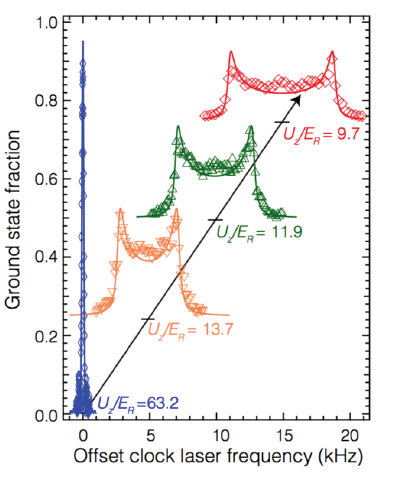 1.0
0.8
0.6
0.4
0.2
0.0
Ground state fraction
U_z/E_R = 9.7
U_z/E_R = 11.9
U_z/E_R = 13.7
U_z/E_R =63.2
0 5 10 15 20
Offset clock laser frequency (kHz)